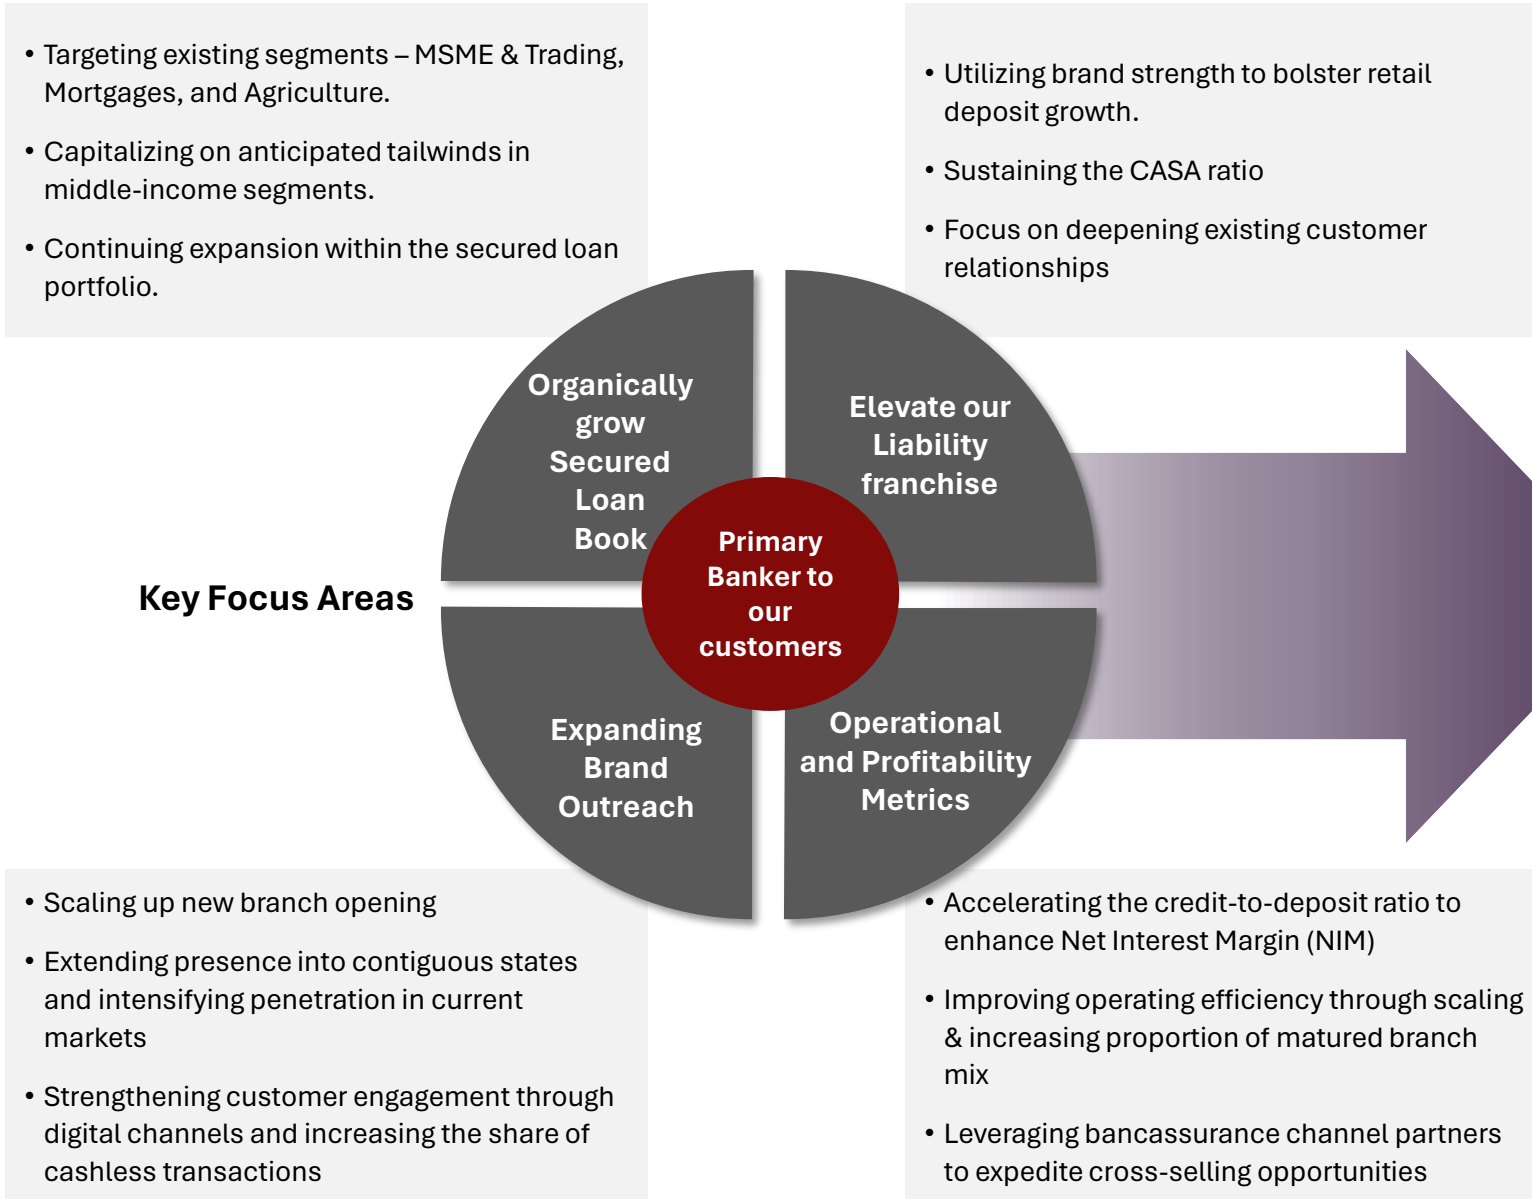 • Targeting existing segments – MSME & Trading,
Mortgages, and Agriculture.
• Capitalizing on anticipated tailwinds in
middle-income segments.
• Continuing expansion within the secured loan
portfolio.
• Utilizing brand strength to bolster retail
deposit growth.
• Sustaining the CASA ratio
• Focus on deepening existing customer
relationships
Organically
grow
Secured
Loan
Book
Elevate our
Liability
franchise
Key Focus Areas
Primary
Banker to
our
customers
Expanding
Brand
Outreach
Operational
and Profitability
Metrics
• Scaling up new branch opening
• Extending presence into contiguous states
and intensifying penetration in current
markets
• Strengthening customer engagement through
digital channels and increasing the share of
cashless transactions
• Accelerating the credit-to-deposit ratio to
enhance Net Interest Margin (NIM)
• Improving operating efficiency through scaling
& increasing proportion of matured branch
mix
• Leveraging bancassurance channel partners
to expedite cross-selling opportunities